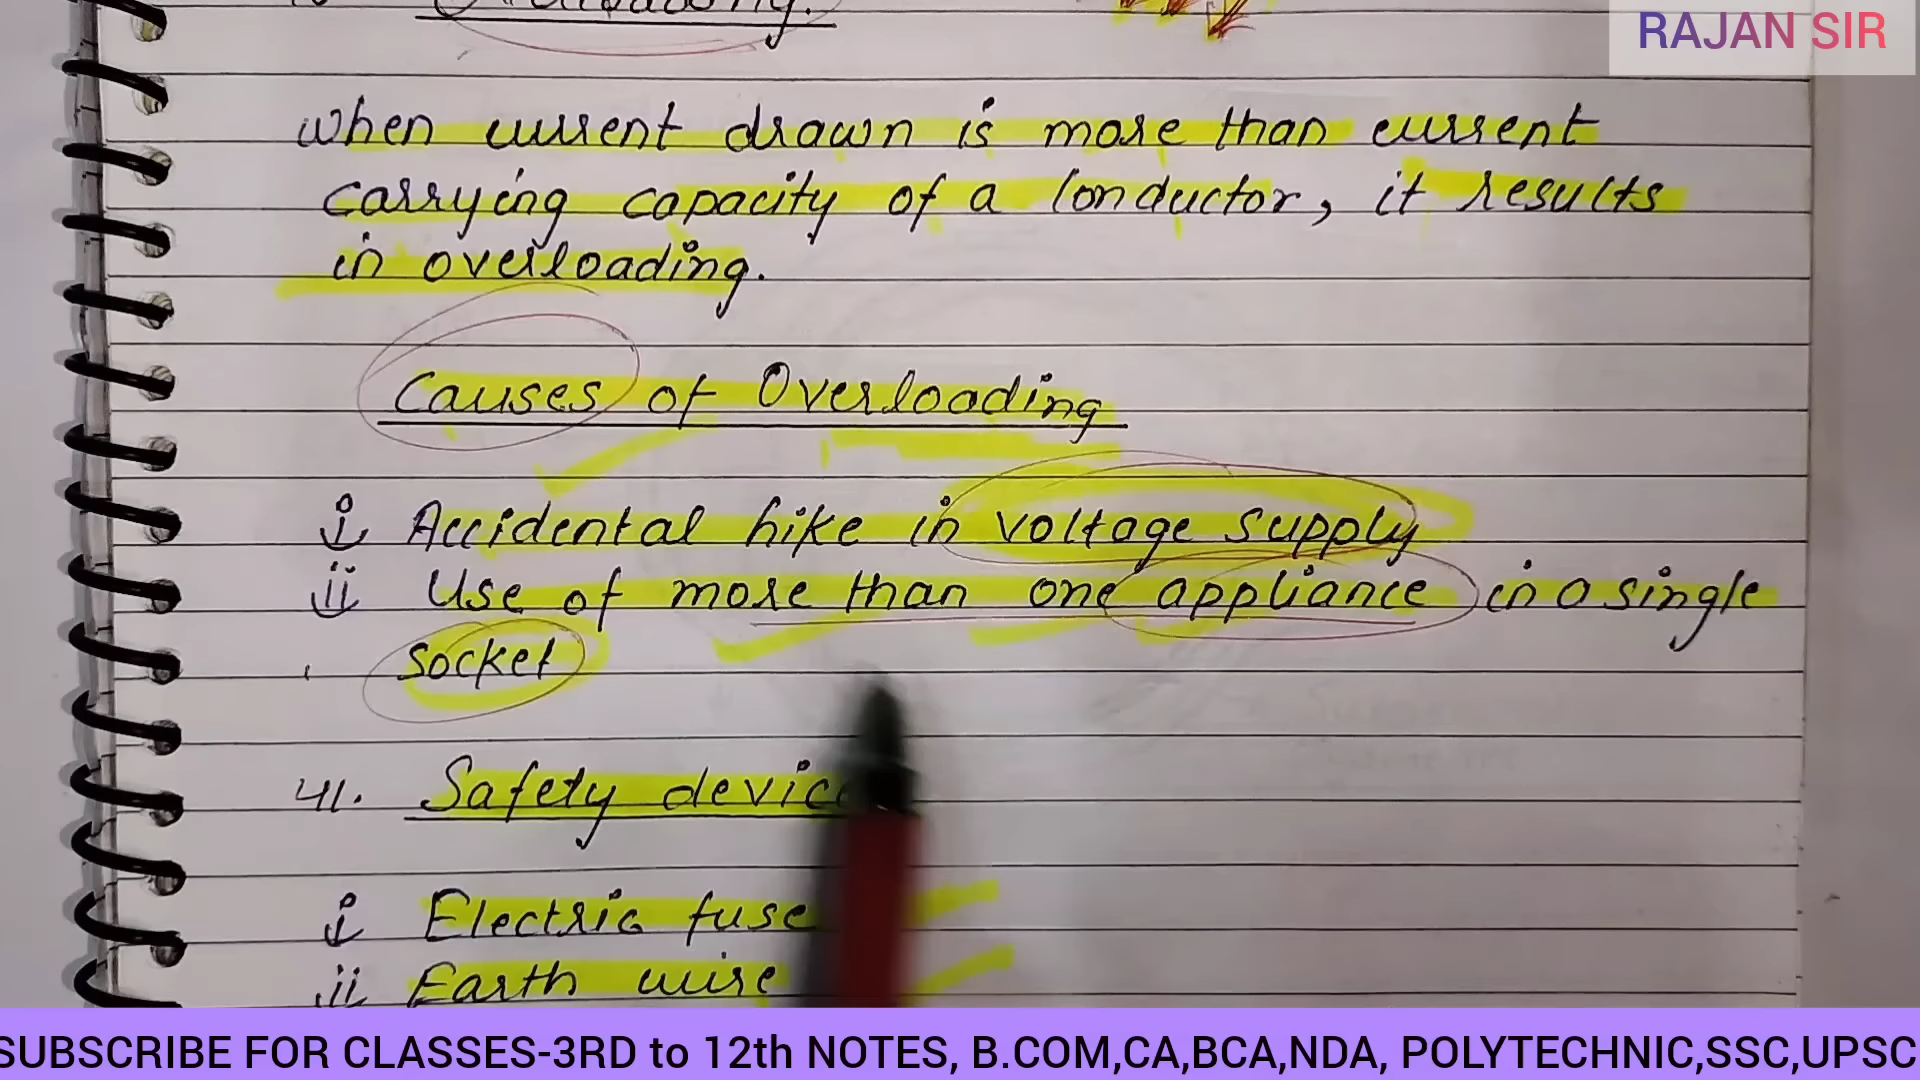 RAJAN SIR
when current drawn is more than current
carrying capacity of a conductor, it results
in overloading.
Causes of Overloading
i Accidental hike in voltage supply
ii Use of more than one appliance in a single
socket
41. Safety
i Electric fuse
ii Earth wire
SUBSCRIBE FOR CLASSES-3RD to 12th NOTES, B.COM,CA,BCA,NDA, POLYTECHNIC,SSC,UPSC